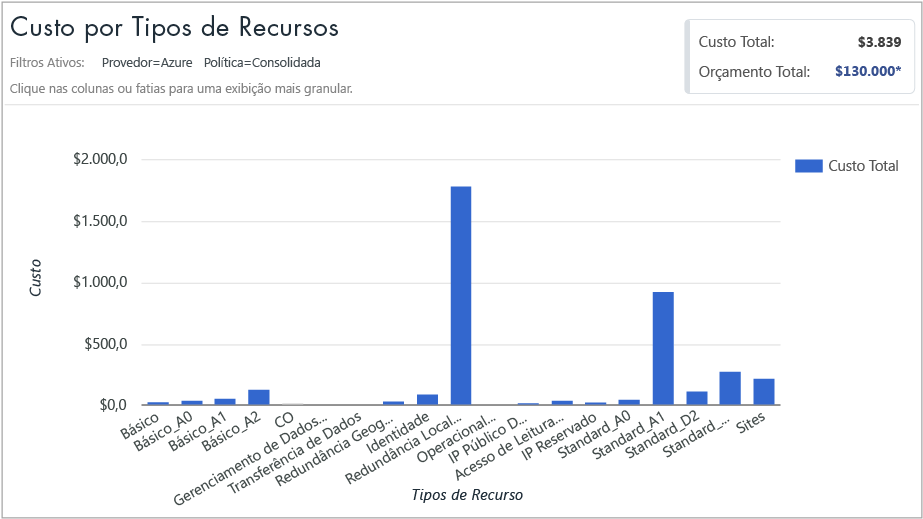 Custo por Tipos de Recursos
Filtros Ativos: Provedor=Azure Política=Consolidada
Clique nas colunas ou fatias para uma exibição mais granular.
Custo Total: $3.839
Orçamento Total: $130.000*
$2.000,0
$1.500,0
$1.000,0
$500,0
$0,0
Custo
Custo Total
Básico
Básico_A0
Básico_A1
Básico_A2
CO
Gerenciamento de Dados...
Transferência de Dados
Redundância Geog...
Identidade
Redundância Local...
Operacional...
IP Público D...
Acesso de Leitura...
IP Reservado
Standard_A0
Standard_A1
Standard_D2
Standard_...
Sites
Tipos de Recurso